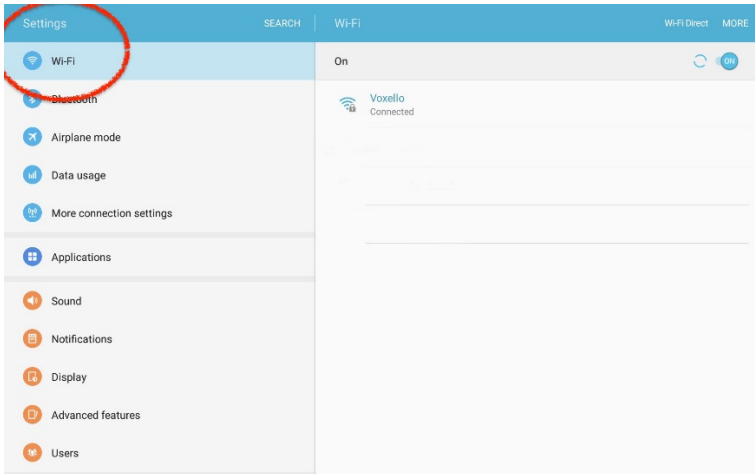 Settings
SEARCH
Wi-Fi
Wi-Fi Direct
MORE
Wi-Fi
Bluetooth
Airplane mode
Data usage
More connection settings
Applications
Sound
Notifications
Display
Advanced features
Users
On
ON
Voxello
Connected